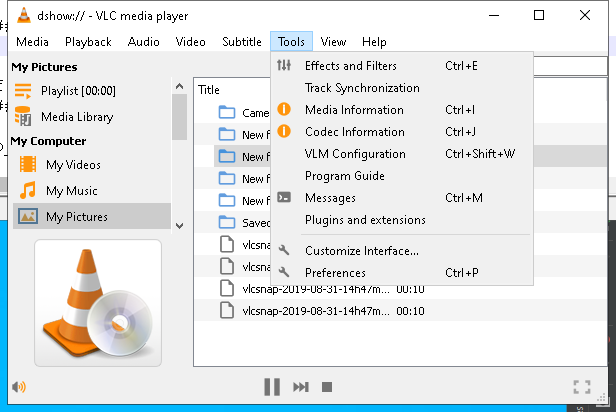 dshow:// - VLC media player
Media Playback Audio Video Subtitle Tools View Help
My Pictures
Playlist [00:00]
Media Library
My Computer
My Videos
My Music
My Pictures
Title
Came
New f
New f
New f
New f
Saved
vlcsna
vlcsna
vlcsnap-2019-08-31-14h47m... 00:10
vlcsnap-2019-08-31-14h47m... 00:10
Effects and Filters Ctrl+E
Track Synchronization
Media Information Ctrl+I
Codec Information Ctrl+J
VLM Configuration Ctrl+Shift+W
Program Guide
Messages Ctrl+M
Plugins and extensions
Customize Interface...
Preferences Ctrl+P